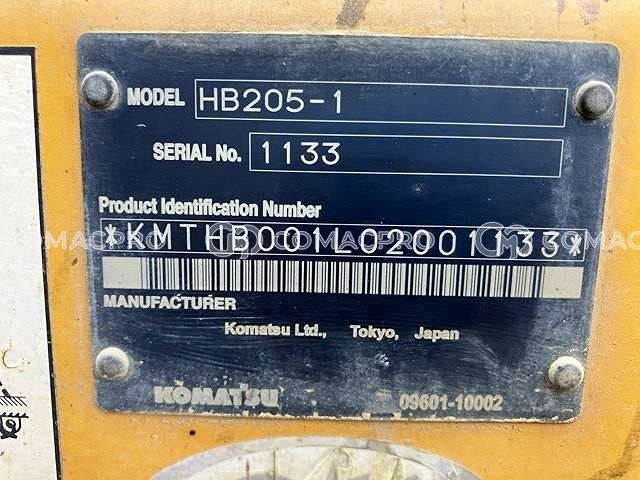 MODEL HB205-1
SERIAL No. 1133
Product Identification Number
*KMTHB001L02001133*
MANUFACTURER
Komatsu Ltd., Tokyo, Japan
KOMATSU 09601-10002